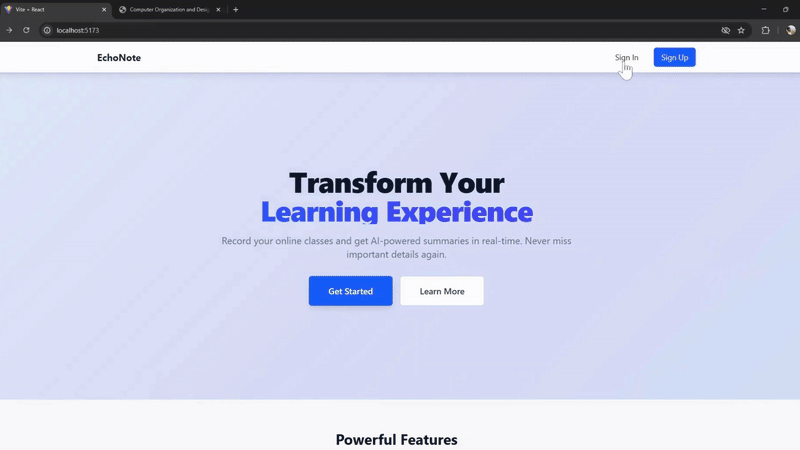 Vite + React
Computer Organization and Desig
localhost:5173
EchoNote
Sign In
Sign Up
Transform Your
Learning Experience
Record your online classes and get AI-powered summaries in real-time. Never miss
important details again.
Get Started
Learn More
Powerful Features